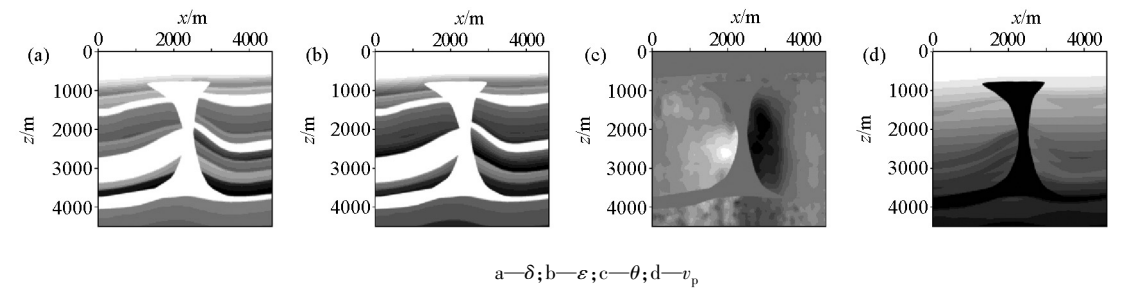 x/m x/m x/m x/m
0 2000 4000 0 2000 4000 0 2000 4000 0 2000 4000
(a) (b) (c) (d)
0 0 0 0
1000 1000 1000 1000
2000 2000 2000 2000
z/m z/m z/m z/m
3000 3000 3000 3000
4000 4000 4000 4000
a—δ;b—ε;c—θ;d—vp